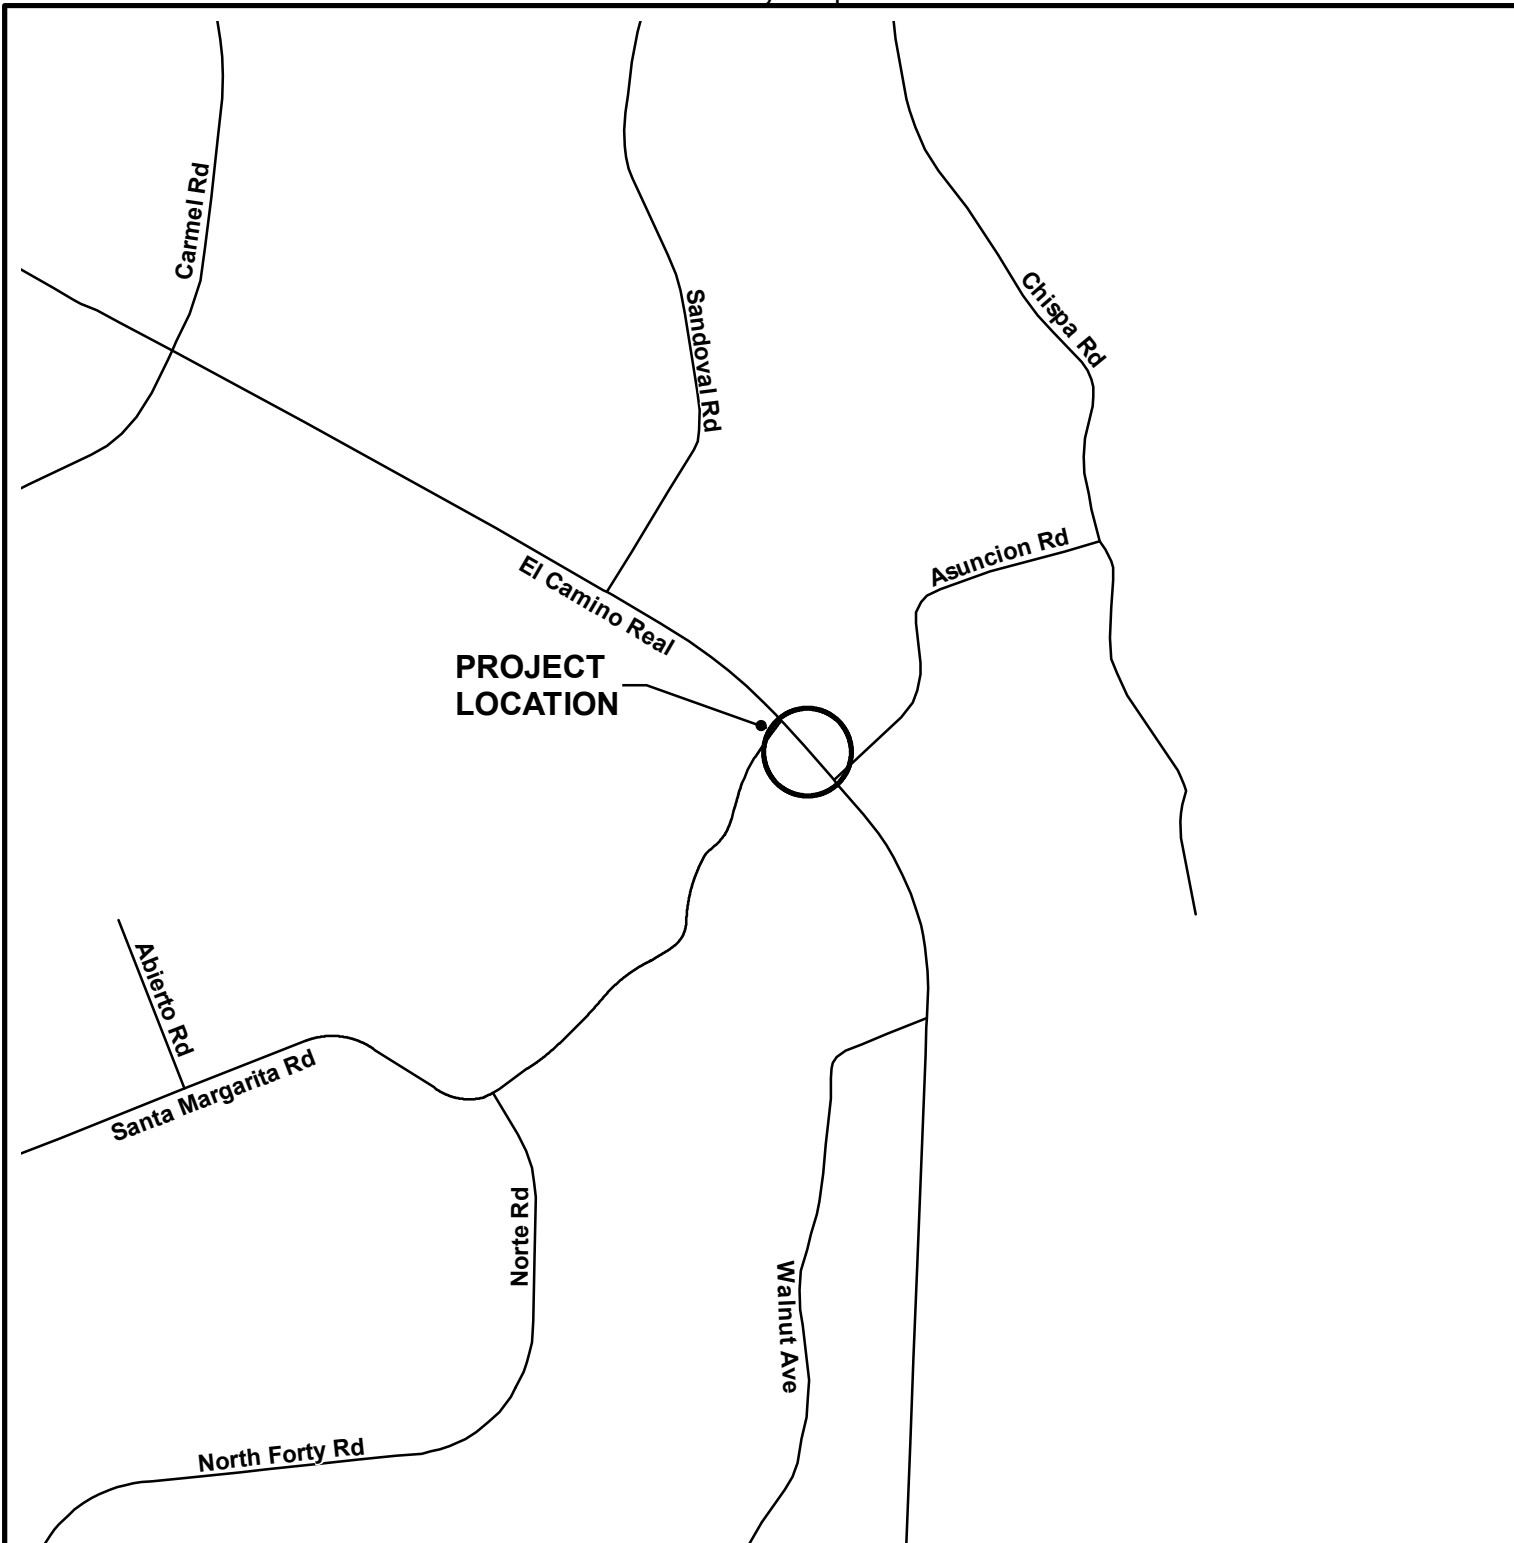 Carmel Rd
Sandoval Rd
Chispa Rd
Asuncion Rd
El Camino Real
PROJECT
LOCATION
Abierto Rd
Santa Margarita Rd
Norte Rd
Walnut Ave
North Forty Rd